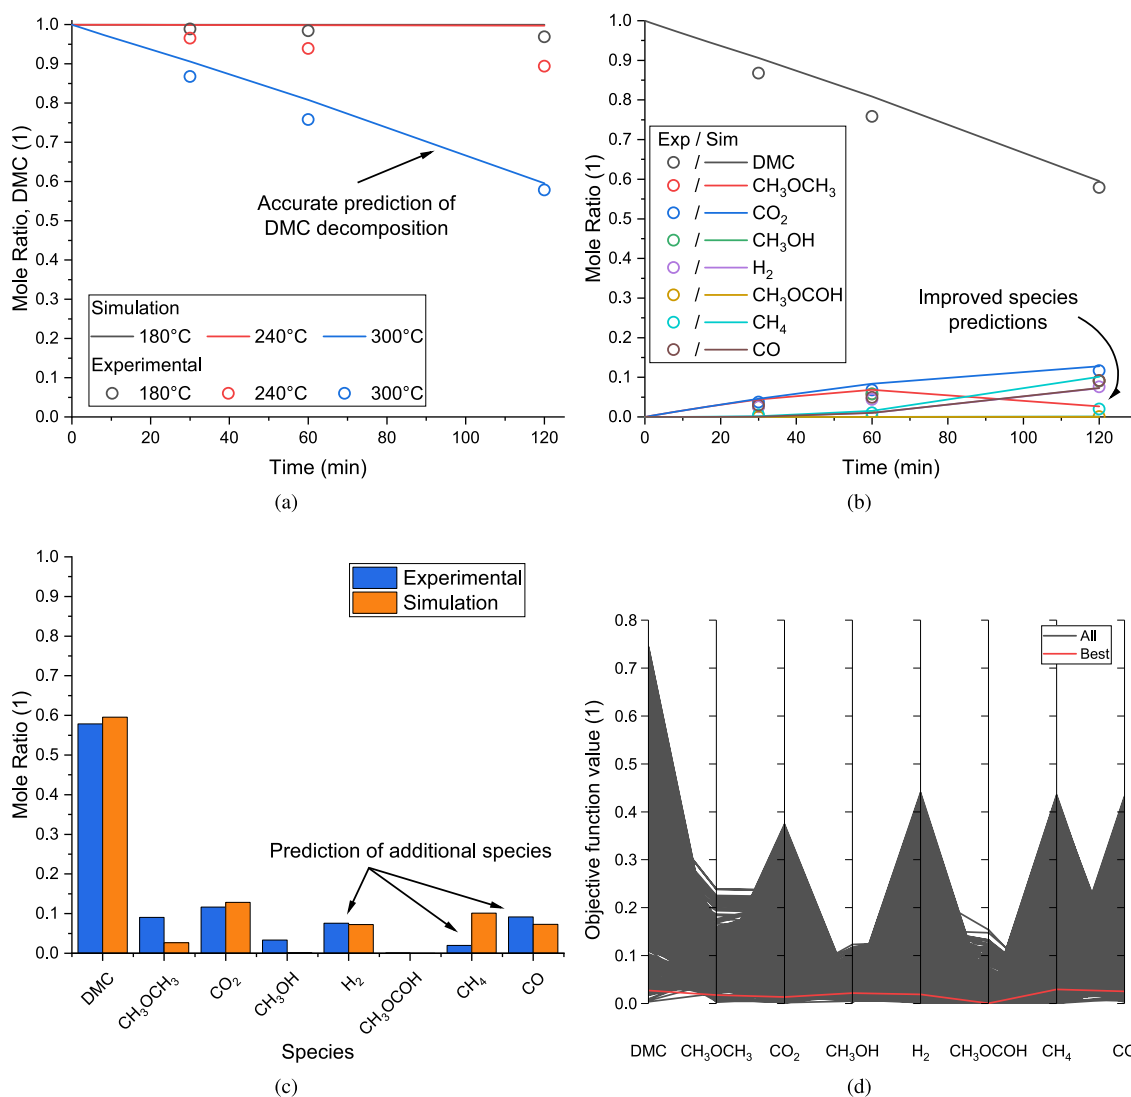 1.0
0.9
0.8
0.7
0.6
0.5
0.4
0.3
0.2
0.1
0.0
Mole Ratio, DMC (1)
Accurate prediction of
DMC decomposition
Simulation
180°C 240°C 300°C
Experimental
180°C 240°C 300°C
0 20 40 60 80 100 120
Time (min)
(a)
1.0
0.9
0.8
0.7
0.6
0.5
0.4
0.3
0.2
0.1
0.0
Mole Ratio (1)
Exp / Sim
/ DMC
/ CH₃OCH₃
/ CO₂
/ CH₃OH
/ H₂
/ CH₃OCOH
/ CH₄
/ CO
Improved species
predictions
0 20 40 60 80 100 120
Time (min)
(b)
1.0
0.9
0.8
0.7
0.6
0.5
0.4
0.3
0.2
0.1
0.0
Mole Ratio (1)
Experimental
Simulation
Prediction of additional species
DMC CH₃OCH₃ CO₂ CH₃OH H₂ CH₃OCOH CH₄ CO
Species
(c)
0.8
0.7
0.6
0.5
0.4
0.3
0.2
0.1
0.0
Objective function value (1)
All
Best
DMC CH₃OCH₃ CO₂ CH₃OH H₂ CH₃OCOH CH₄ CO
(d)